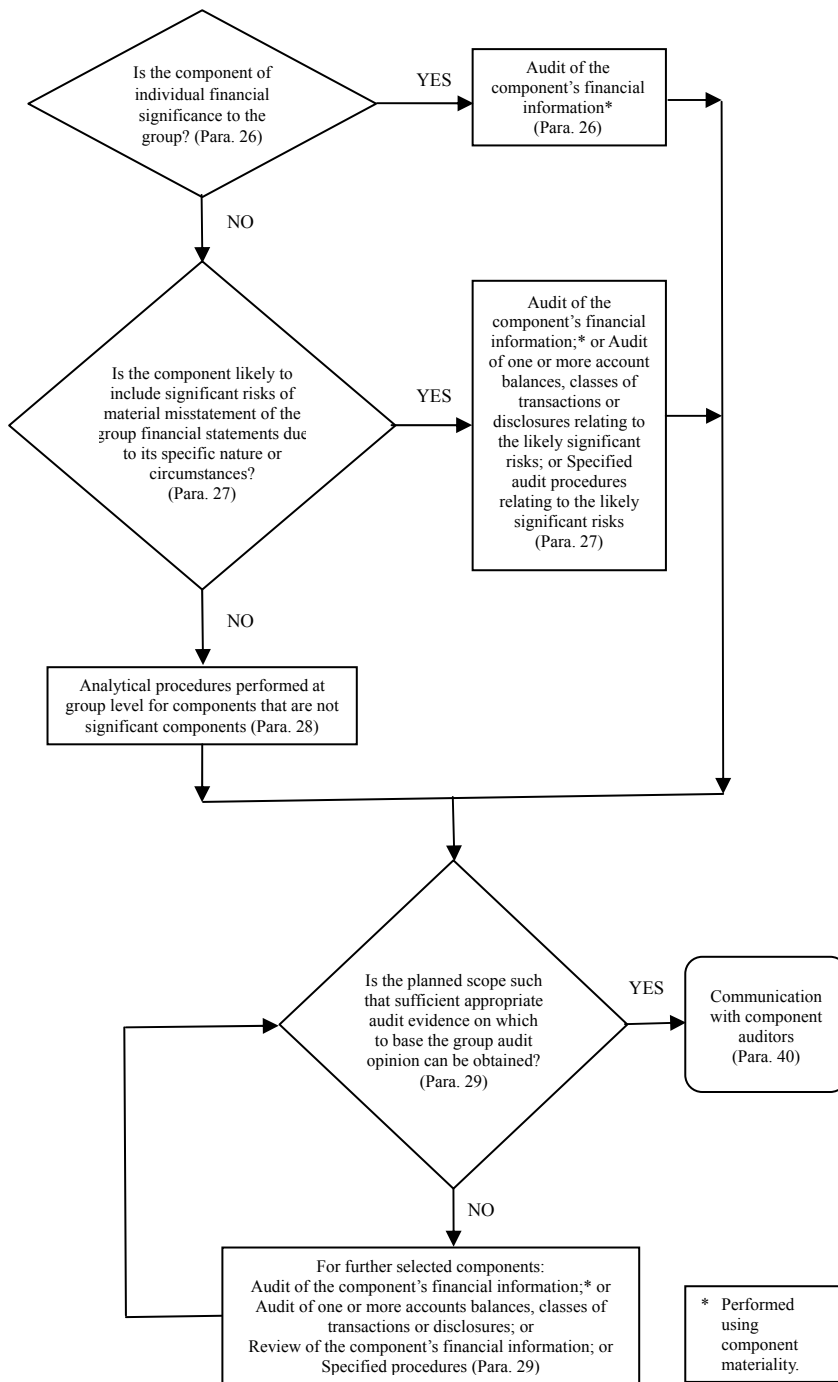 Is the component of
individual financial
significance to the
group? (Para. 26)
YES
Audit of the
component’s financial
information*
(Para. 26)
NO
Is the component likely to
include significant risks of
material misstatement of the
group financial statements due
to its specific nature or
circumstances?
(Para. 27)
YES
Audit of the
component’s financial
information;* or Audit
of one or more account
balances, classes of
transactions or
disclosures relating to
the likely significant
risks; or Specified
audit procedures
relating to the likely
significant risks
(Para. 27)
NO
Analytical procedures performed at
group level for components that are not
significant components (Para. 28)
Is the planned scope such
that sufficient appropriate
audit evidence on which
to base the group audit
opinion can be obtained?
(Para. 29)
YES
Communication
with component
auditors
(Para. 40)
NO
For further selected components:
Audit of the component’s financial information;* or
Audit of one or more accounts balances, classes of
transactions or disclosures; or
Review of the component’s financial information; or
Specified procedures (Para. 29)
* Performed
using
component
materiality.